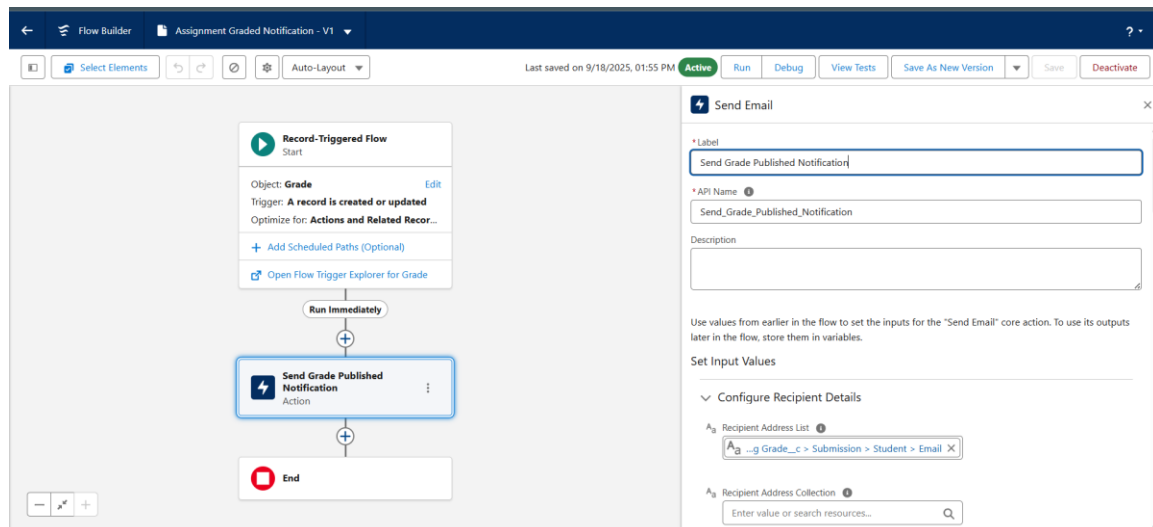 Flow Builder
Assignment Graded Notification - V1
?
Select Elements
Auto-Layout
Last saved on 9/18/2025, 01:55 PM
Active
Run
Debug
View Tests
Save As New Version
Save
Deactivate
Record-Triggered Flow
Start
Object: Grade
Edit
Trigger: A record is created or updated
Optimize for: Actions and Related Recor...
+ Add Scheduled Paths (Optional)
Open Flow Trigger Explorer for Grade
Run Immediately
Send Grade Published
Notification
Action
End
Send Email
* Label
Send Grade Published Notification
* API Name
Send_Grade_Published_Notification
Description
Use values from earlier in the flow to set the inputs for the "Send Email" core action. To use its outputs
later in the flow, store them in variables.
Set Input Values
Configure Recipient Details
Aa Recipient Address List
Aa ...g Grade__c > Submission > Student > Email
Aa Recipient Address Collection
Enter value or search resources...